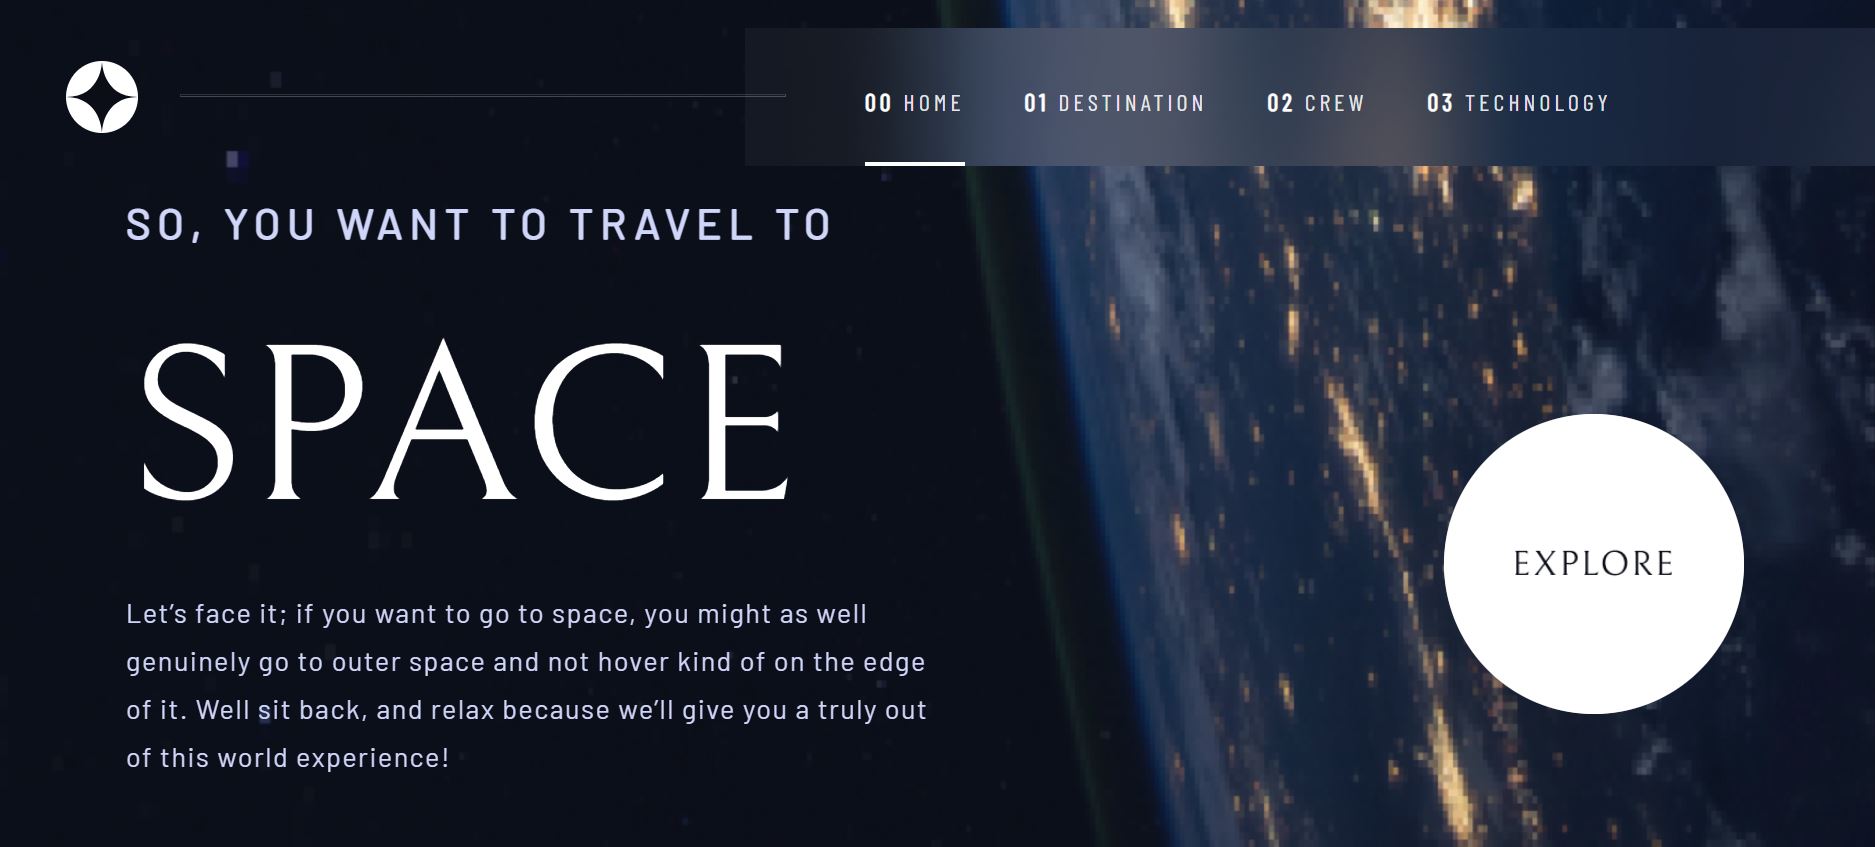 00 HOME 01 DESTINATION 02 CREW 03 TECHNOLOGY
SO, YOU WANT TO TRAVEL TO
SPACE
Let’s face it; if you want to go to space, you might as well
genuinely go to outer space and not hover kind of on the edge
of it. Well sit back, and relax because we’ll give you a truly out
of this world experience!
EXPLORE